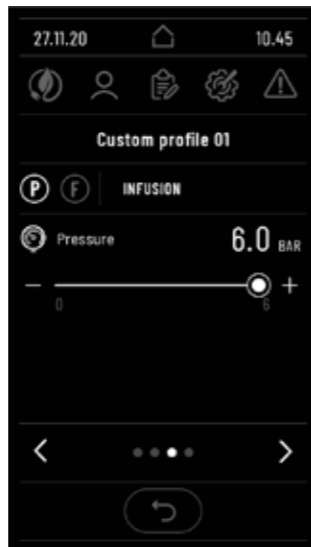 27.11.20 10.45
Custom profile 01
P F INFUSION
Pressure 6.0 BAR
− +
0 6